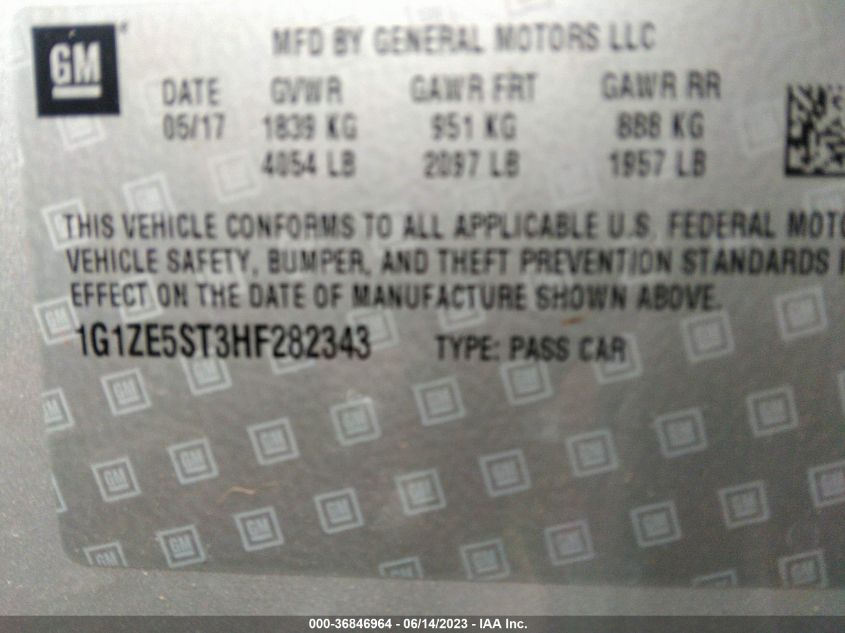 GM
MFD BY GENERAL MOTORS LLC
DATE GVWR GAWR FRT GAWR RR
05/17 1839 KG 951 KG 888 KG
4054 LB 2097 LB 1957 LB
THIS VEHICLE CONFORMS TO ALL APPLICABLE U.S. FEDERAL MOTO
VEHICLE SAFETY, BUMPER, AND THEFT PREVENTION STANDARDS I
EFFECT ON THE DATE OF MANUFACTURE SHOWN ABOVE.
1G1ZE5ST3HF282343 TYPE: PASS CAR
000-36846964 - 06/14/2023 - IAA Inc.